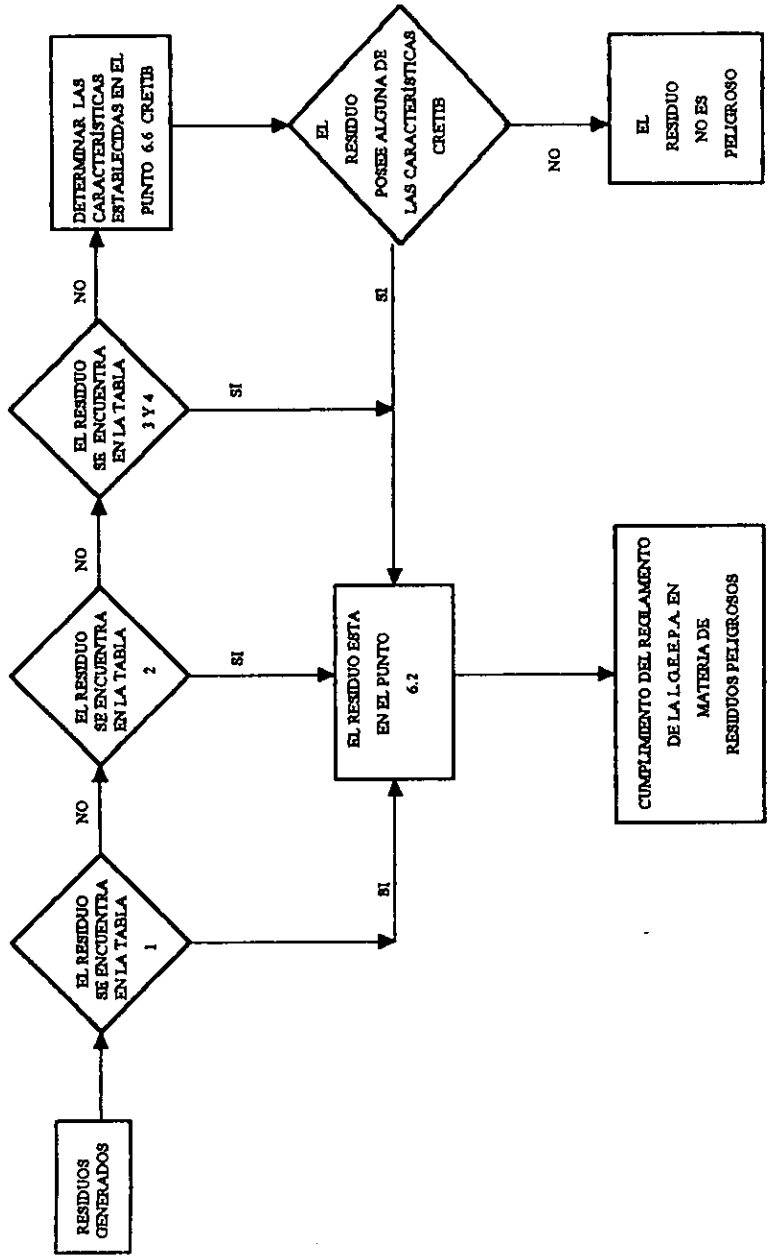 RESIDUOS
GENERADOS
EL RESIDUO
SE ENCUENTRA
EN LA TABLA
1
NO
SI
EL RESIDUO
SE ENCUENTRA
EN LA TABLA
2
NO
SI
EL RESIDUO
SE ENCUENTRA
EN LA TABLA
3 Y 4
NO
SI
DETERMINAR LAS
CARACTERÍSTICAS
ESTABLECIDAS EN EL
PUNTO 6.6 CRETIB
EL
RESIDUO
POSEE ALGUNA DE
LAS CARACTERÍSTICAS
CRETIB
SI
NO
EL RESIDUO ESTA
EN EL PUNTO
6.2
CUMPLIMIENTO DEL REGLAMENTO
DE LA L.G.E.E.P.A. EN
MATERIA DE
RESIDUOS PELIGROSOS
EL
RESIDUO
NO ES
PELIGROSO